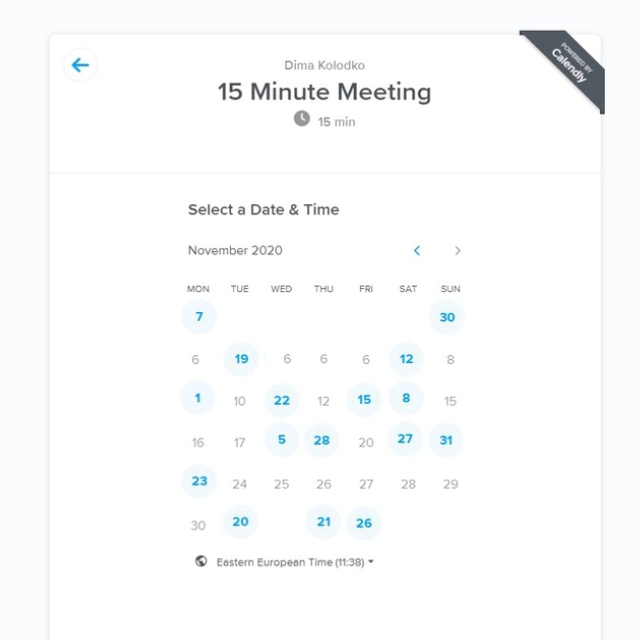 POWERED BY
Calendly
Dima Kolodko
15 Minute Meeting
15 min
Select a Date & Time
November 2020
MON TUE WED THU FRI SAT SUN
7 30
6 19 6 6 6 12 8
1 10 22 12 15 8 15
16 17 5 28 20 27 31
23 24 25 26 27 28 29
30 20 21 26
Eastern European Time (11:38)